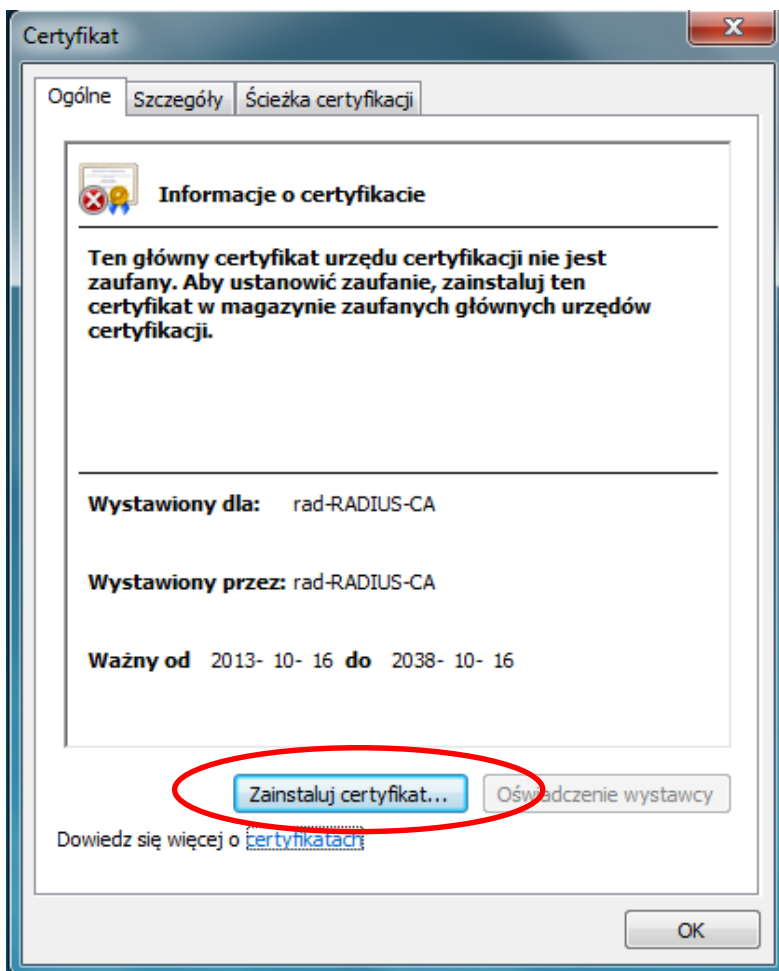 Certyfikat
Ogólne Szczegóły Ścieżka certyfikacji
Informacje o certyfikacie
Ten główny certyfikat urzędu certyfikacji nie jest
zaufany. Aby ustanowić zaufanie, zainstaluj ten
certyfikat w magazynie zaufanych głównych urzędów
certyfikacji.
Wystawiony dla: rad-RADIUS-CA
Wystawiony przez: rad-RADIUS-CA
Ważny od 2013- 10- 16 do 2038- 10- 16
Zainstaluj certyfikat... Oświadczenie wystawcy
Dowiedz się więcej o certyfikatach
OK